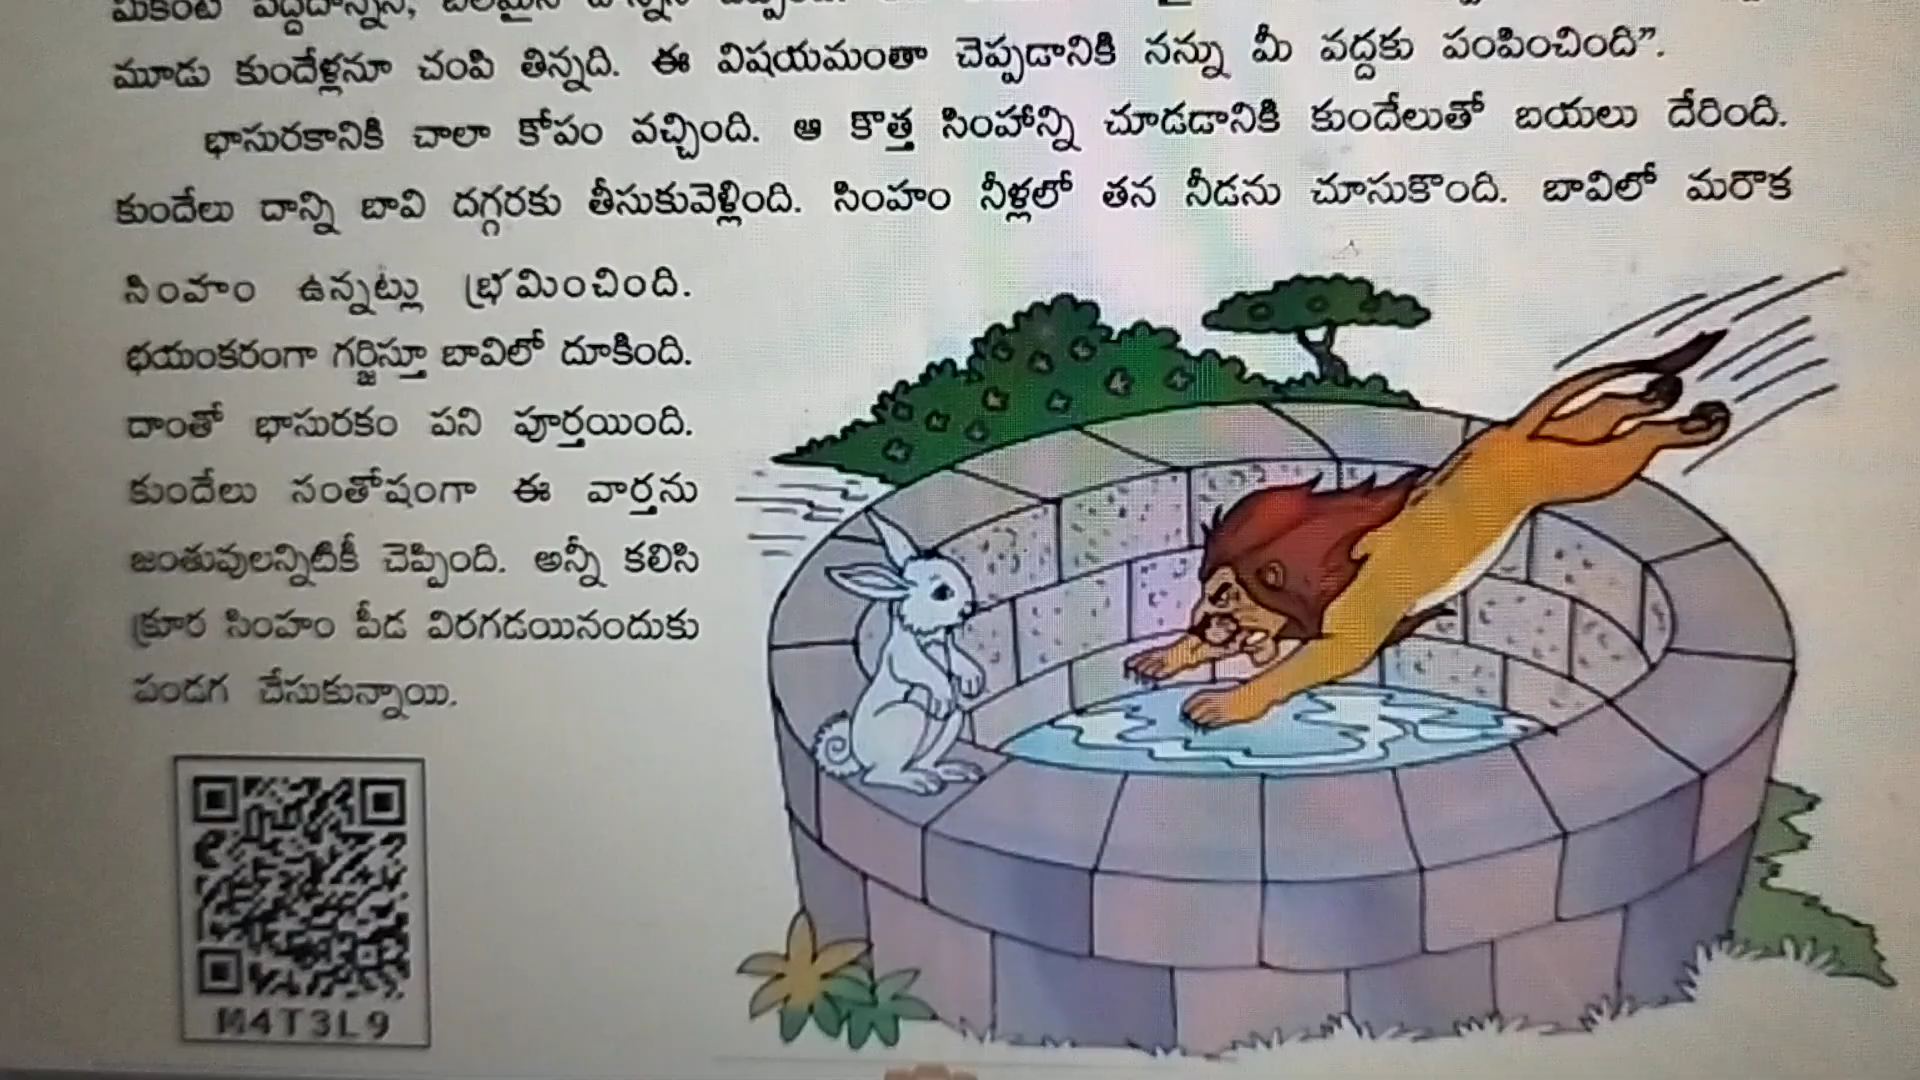 మూడు కుందేళ్లనూ చంపి తిన్నది. ఈ విషయమంతా చెప్పడానికి నన్ను మీ వద్దకు పంపించింది”.
భాసురకానికి చాలా కోపం వచ్చింది. ఆ కొత్త సింహాన్ని చూడడానికి కుందేలుతో బయలు దేరింది.
కుందేలు దాన్ని బావి దగ్గరకు తీసుకువెళ్లింది. సింహం నీళ్లలో తన నీడను చూసుకొంది. బావిలో మరొక
సింహం ఉన్నట్లు భ్రమించింది.
భయంకరంగా గర్జిస్తూ బావిలో దూకింది.
దాంతో భాసురకం పని పూర్తయింది.
కుందేలు సంతోషంగా ఈ వార్తను
జంతువులన్నిటికీ చెప్పింది. అన్నీ కలిసి
క్రూర సింహం పీడ విరగడయినందుకు
పండగ చేసుకున్నాయి.
M4T3L9